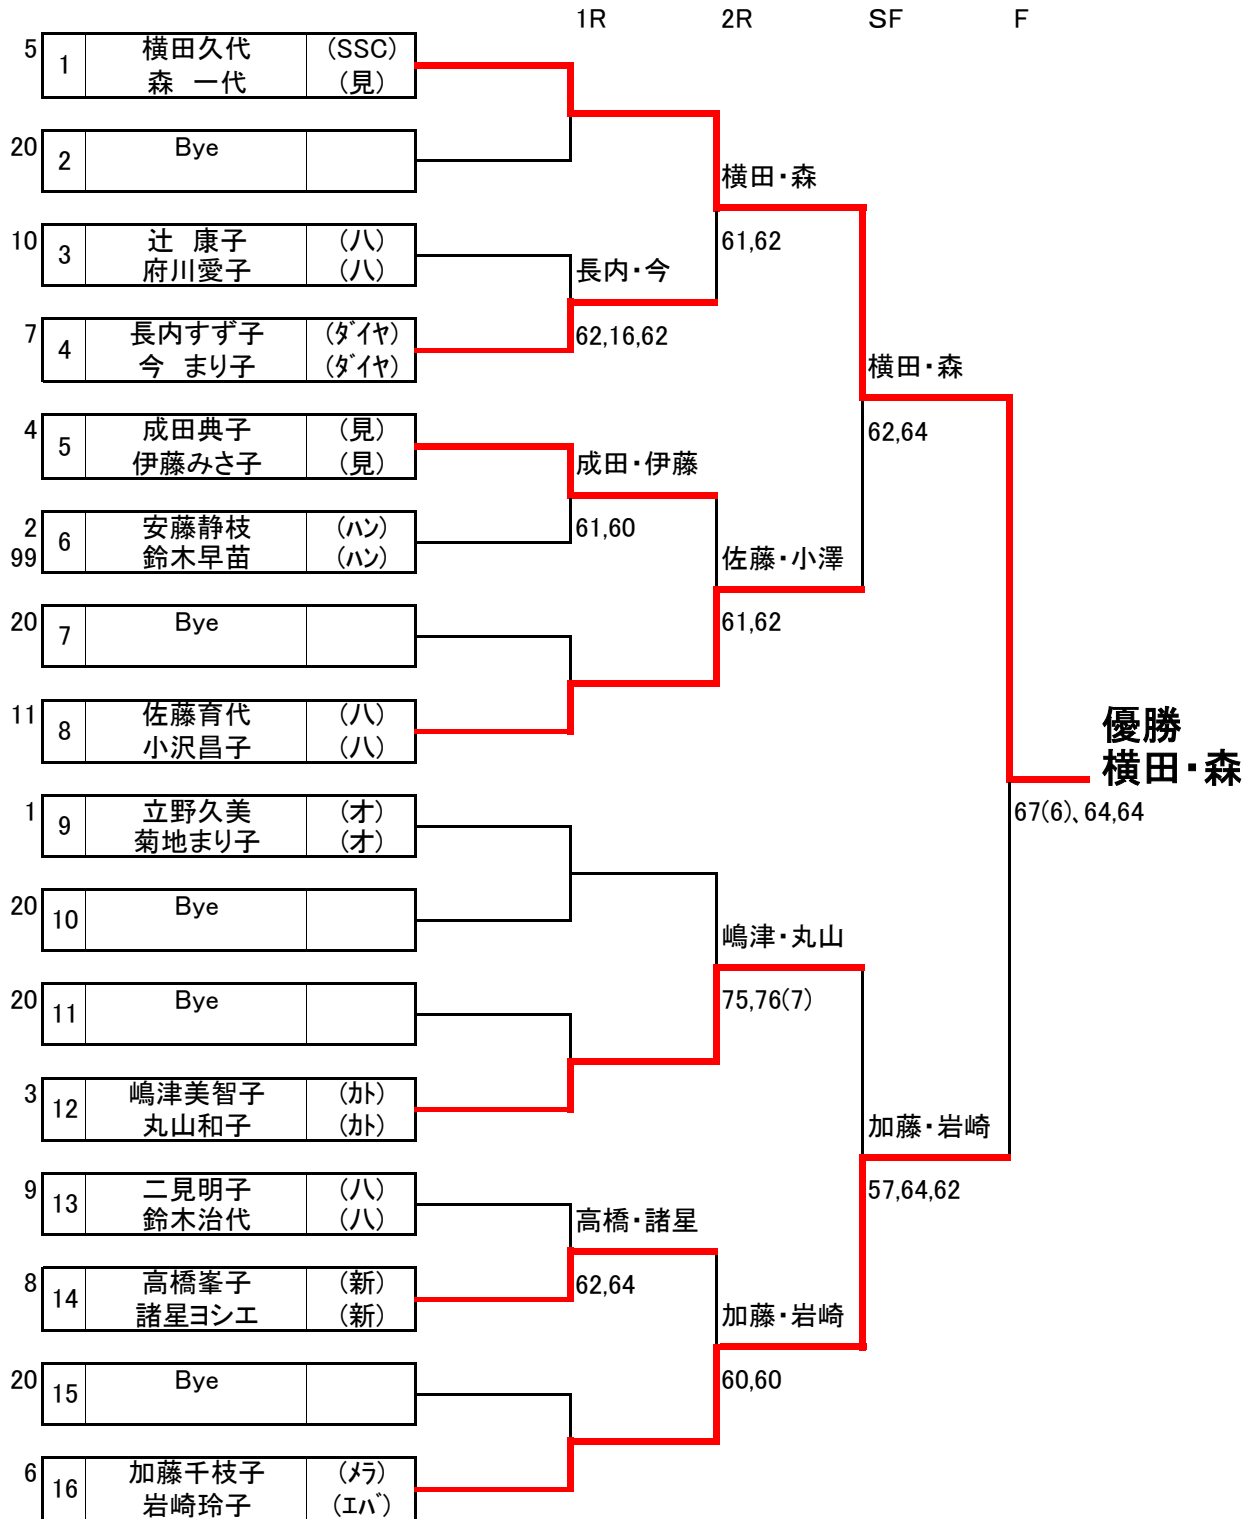 1R 2R SF F
5 1 横田久代 (SSC)
森 一代 (見)
20 2 Bye
横田・森
10 3 辻 康子 (八)
府川愛子 (八)
61,62
長内・今
7 4 長内すず子 (ダイヤ)
今 まり子 (ダイヤ)
62,16,62
横田・森
4 5 成田典子 (見)
伊藤みさ子 (見)
62,64
成田・伊藤
2 6 安藤静枝 (ハン)
99 鈴木早苗 (ハン)
61,60
佐藤・小澤
20 7 Bye
61,62
11 8 佐藤育代 (八)
小沢昌子 (八)
優勝
横田・森
1 9 立野久美 (オ)
菊地まり子 (オ)
67(6)、64,64
20 10 Bye
嶋津・丸山
20 11 Bye
75,76(7)
3 12 嶋津美智子 (カト)
丸山和子 (カト)
加藤・岩崎
9 13 二見明子 (八)
鈴木治代 (八)
57,64,62
高橋・諸星
8 14 高橋峯子 (新)
諸星ヨシエ (新)
62,64
加藤・岩崎
20 15 Bye
60,60
6 16 加藤千枝子 (メラ)
岩崎玲子 (エバ)